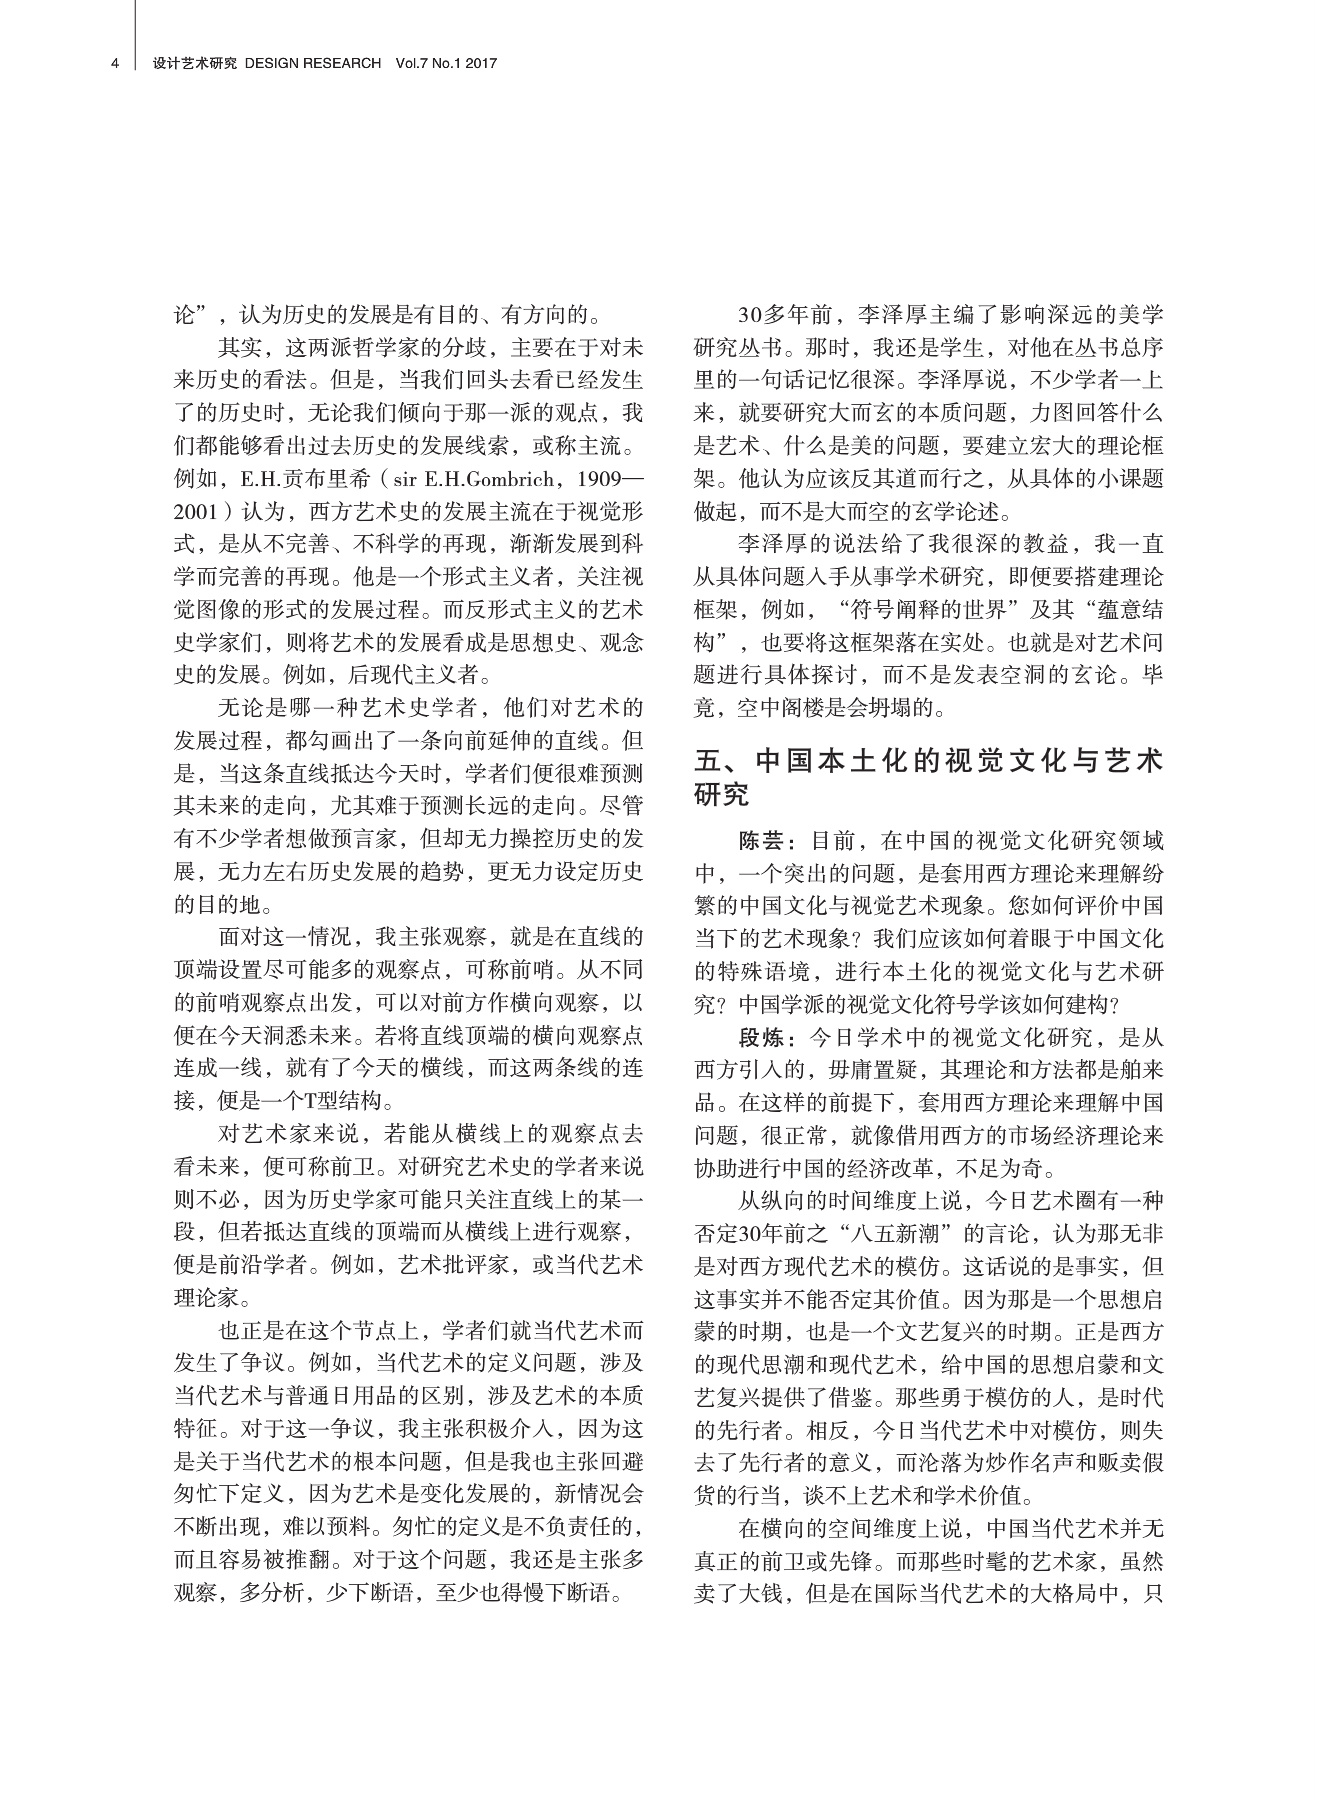 4 设计艺术研究 DESIGN RESEARCH Vol.7 No.1 2017
论”，认为历史的发展是有目的、有方向的。
其实，这两派哲学家的分歧，主要在于对未
来历史的看法。但是，当我们回头去看已经发生
了的历史时，无论我们倾向于那一派的观点，我
们都能够看出过去历史的发展线索，或称主流。
例如，E.H.贡布里希（sir E.H.Gombrich，1909—
2001）认为，西方艺术史的发展主流在于视觉形
式，是从不完善、不科学的再现，渐渐发展到科
学而完善的再现。他是一个形式主义者，关注视
觉图像的形式的发展过程。而反形式主义的艺术
史学家们，则将艺术的发展看成是思想史、观念
史的发展。例如，后现代主义者。
无论是哪一种艺术史学者，他们对艺术的
发展过程，都勾画出了一条向前延伸的直线。但
是，当这条直线抵达今天时，学者们便很难预测
其未来的走向，尤其难于预测长远的走向。尽管
有不少学者想做预言家，但却无力操控历史的发
展，无力左右历史发展的趋势，更无力设定历史
的目的地。
面对这一情况，我主张观察，就是在直线的
顶端设置尽可能多的观察点，可称前哨。从不同
的前哨观察点出发，可以对前方作横向观察，以
便在今天洞悉未来。若将直线顶端的横向观察点
连成一线，就有了今天的横线，而这两条线的连
接，便是一个T型结构。
对艺术家来说，若能从横线上的观察点去
看未来，便可称前卫。对研究艺术史的学者来说
则不必，因为历史学家可能只关注直线上的某一
段，但若抵达直线的顶端而从横线上进行观察，
便是前沿学者。例如，艺术批评家，或当代艺术
理论家。
也正是在这个节点上，学者们就当代艺术而
发生了争议。例如，当代艺术的定义问题，涉及
当代艺术与普通日用品的区别，涉及艺术的本质
特征。对于这一争议，我主张积极介入，因为这
是关于当代艺术的根本问题，但是我也主张回避
匆忙下定义，因为艺术是变化发展的，新情况会
不断出现，难以预料。匆忙的定义是不负责任的，
而且容易被推翻。对于这个问题，我还是主张多
观察，多分析，少下断语，至少也得慢下断语。
30多年前，李泽厚主编了影响深远的美学
研究丛书。那时，我还是学生，对他在丛书总序
里的一句话记忆很深。李泽厚说，不少学者一上
来，就要研究大而玄的本质问题，力图回答什么
是艺术、什么是美的问题，要建立宏大的理论框
架。他认为应该反其道而行之，从具体的小课题
做起，而不是大而空的玄学论述。
李泽厚的说法给了我很深的教益，我一直
从具体问题入手从事学术研究，即便要搭建理论
框架，例如，“符号阐释的世界”及其“蕴意结
构”，也要将这框架落在实处。也就是对艺术问
题进行具体探讨，而不是发表空洞的玄论。毕
竟，空中阁楼是会坍塌的。
五、中国本土化的视觉文化与艺术
研究
陈芸：目前，在中国的视觉文化研究领域
中，一个突出的问题，是套用西方理论来理解纷
繁的中国文化与视觉艺术现象。您如何评价中国
当下的艺术现象？我们应该如何着眼于中国文化
的特殊语境，进行本土化的视觉文化与艺术研
究？中国学派的视觉文化符号学该如何建构？
段炼：今日学术中的视觉文化研究，是从
西方引入的，毋庸置疑，其理论和方法都是舶来
品。在这样的前提下，套用西方理论来理解中国
问题，很正常，就像借用西方的市场经济理论来
协助进行中国的经济改革，不足为奇。
从纵向的时间维度上说，今日艺术圈有一种
否定30年前之“八五新潮”的言论，认为那无非
是对西方现代艺术的模仿。这话说的是事实，但
这事实并不能否定其价值。因为那是一个思想启
蒙的时期，也是一个文艺复兴的时期。正是西方
的现代思潮和现代艺术，给中国的思想启蒙和文
艺复兴提供了借鉴。那些勇于模仿的人，是时代
的先行者。相反，今日当代艺术中对模仿，则失
去了先行者的意义，而沦落为炒作名声和贩卖假
货的行当，谈不上艺术和学术价值。
在横向的空间维度上说，中国当代艺术并无
真正的前卫或先锋。而那些时髦的艺术家，虽然
卖了大钱，但是在国际当代艺术的大格局中，只